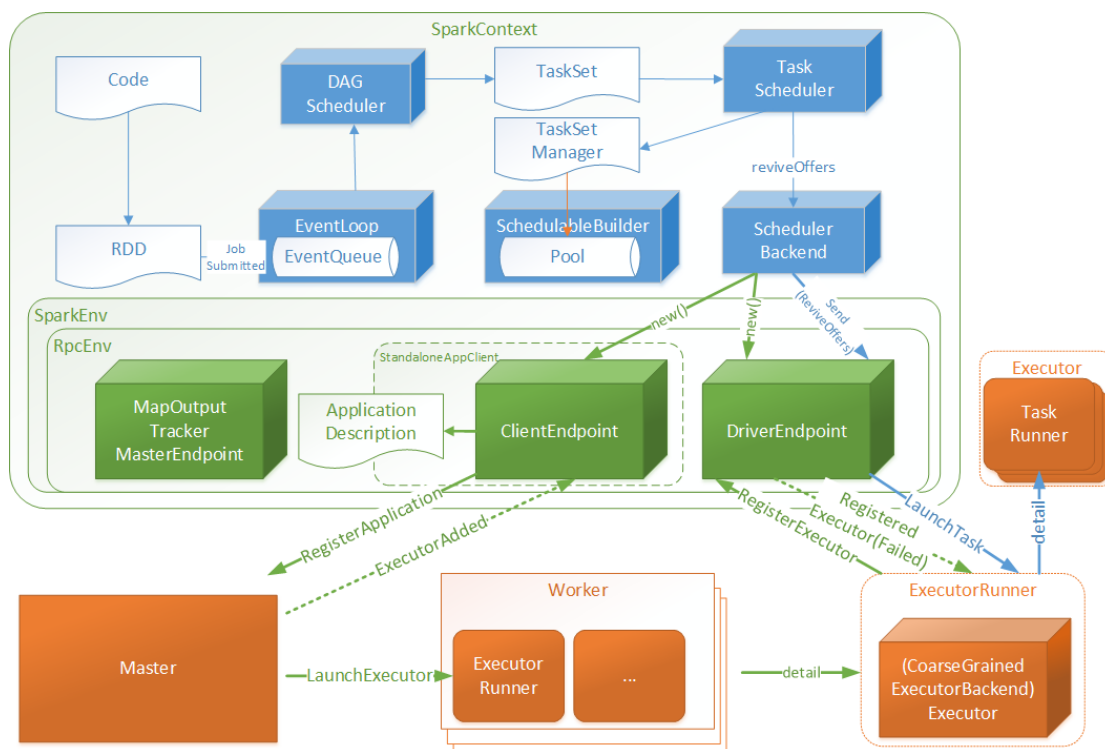 SparkContext
Code
DAG
Scheduler
TaskSet
Task
Scheduler
TaskSet
Manager
reviveOffers
RDD
Job
Submitted
EventLoop
EventQueue
SchedulableBuilder
Pool
Scheduler
Backend
SparkEnv
new()
new()
Send
(ReviveOffers)
RpcEnv
StandaloneAppClient
MapOutput
Tracker
MasterEndpoint
Application
Description
ClientEndpoint
DriverEndpoint
Executor
Task
Runner
RegisterApplication
ExecutorAdded
RegisterExecutor
Registered
Executor(Failed)
LaunchTask
detail
Master
LaunchExecutor
Worker
Executor
Runner
...
detail
ExecutorRunner
(CoarseGrained
ExecutorBackend)
Executor